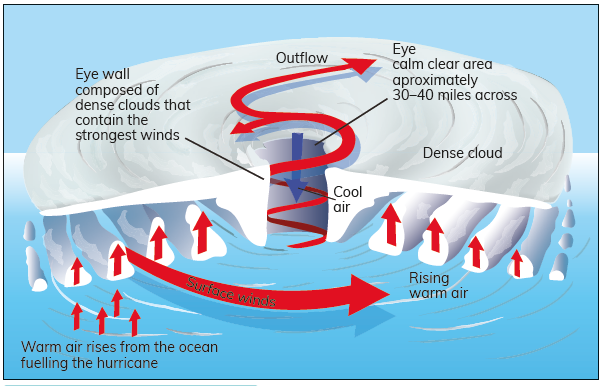 Outflow
Eye
calm clear area
aproximately
30–40 miles across
Eye wall
composed of
dense clouds that
contain the
strongest winds
Dense cloud
Cool
air
Surface winds
Rising
warm air
Warm air rises from the ocean
fuelling the hurricane